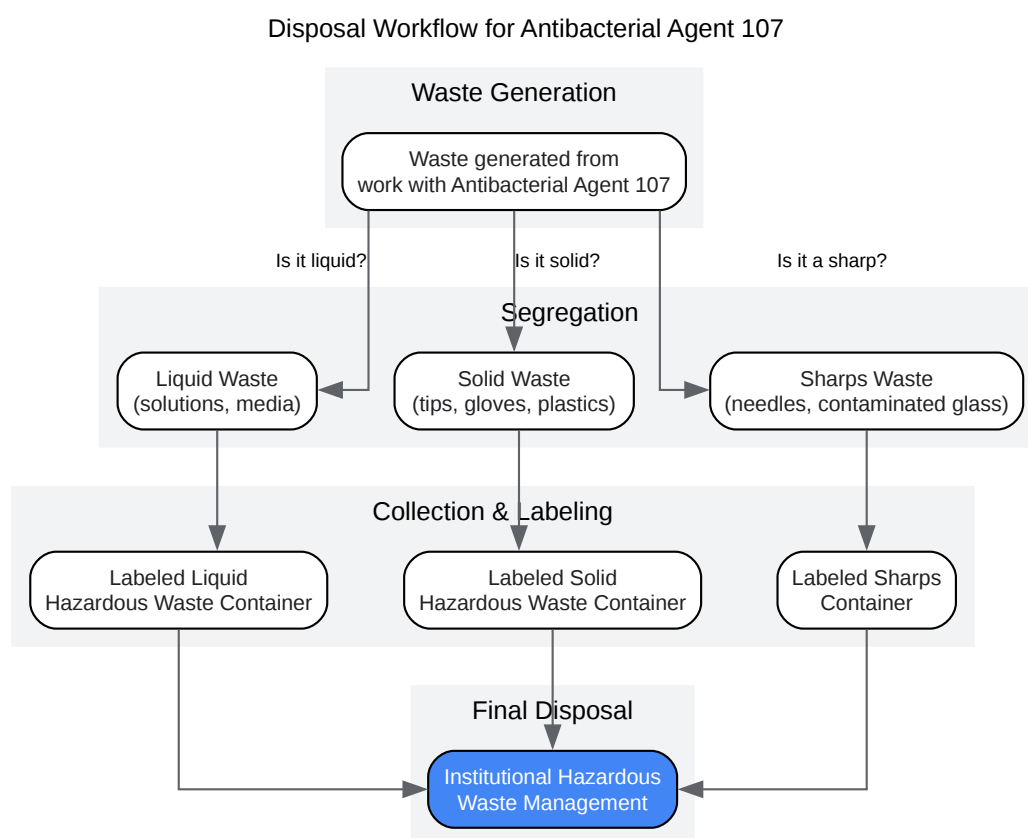 Disposal Workflow for Antibacterial Agent 107
Waste Generation
Waste generated from
work with Antibacterial Agent 107
Is it liquid?
Is it solid?
Is it a sharp?
Segregation
Liquid Waste
(solutions, media)
Solid Waste
(tips, gloves, plastics)
Sharps Waste
(needles, contaminated glass)
Collection & Labeling
Labeled Liquid
Hazardous Waste Container
Labeled Solid
Hazardous Waste Container
Labeled Sharps
Container
Final Disposal
Institutional Hazardous
Waste Management